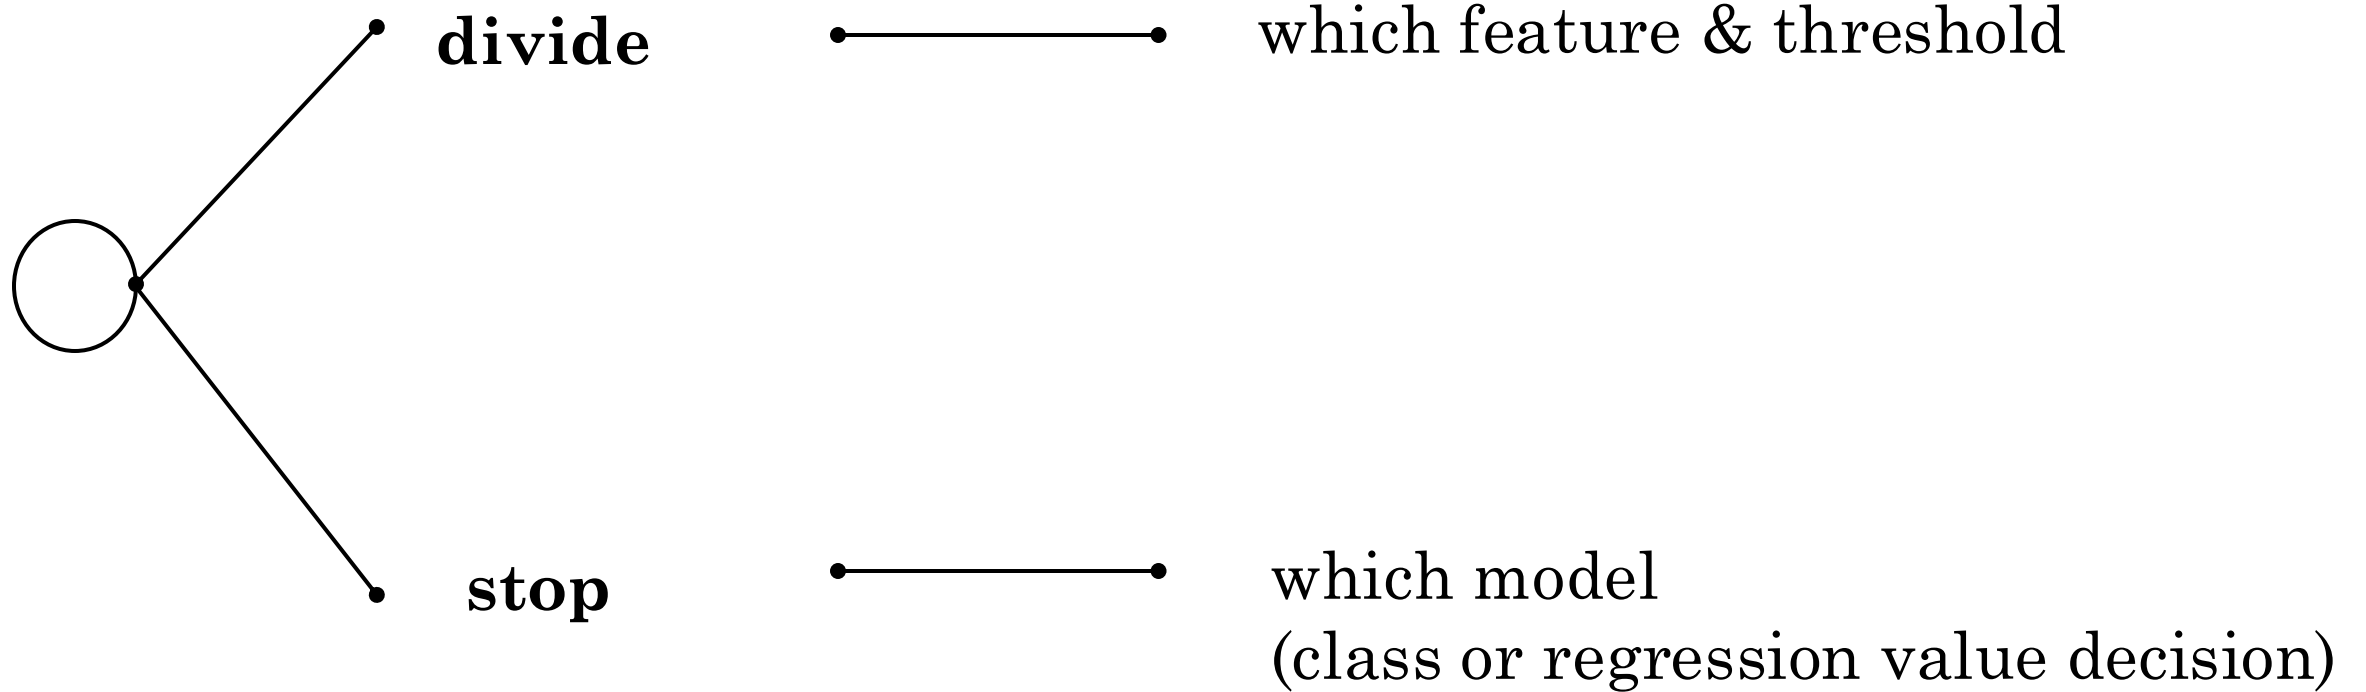 divide
which feature & threshold
stop
which model
(class or regression value decision)